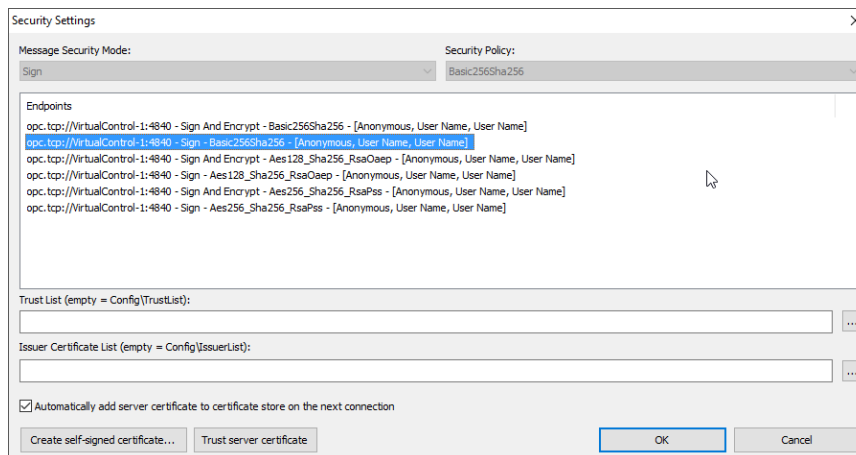 Security Settings
Message Security Mode:
Security Policy:
Sign
Basic256Sha256
Endpoints
opc.tcp://VirtualControl-1:4840 - Sign And Encrypt - Basic256Sha256 - [Anonymous, User Name, User Name]
opc.tcp://VirtualControl-1:4840 - Sign - Basic256Sha256 - [Anonymous, User Name, User Name]
opc.tcp://VirtualControl-1:4840 - Sign And Encrypt - Aes128_Sha256_RsaOaep - [Anonymous, User Name, User Name]
opc.tcp://VirtualControl-1:4840 - Sign - Aes128_Sha256_RsaOaep - [Anonymous, User Name, User Name]
opc.tcp://VirtualControl-1:4840 - Sign And Encrypt - Aes256_Sha256_RsaPss - [Anonymous, User Name, User Name]
opc.tcp://VirtualControl-1:4840 - Sign - Aes256_Sha256_RsaPss - [Anonymous, User Name, User Name]
Trust List (empty = Config\TrustList):
...
Issuer Certificate List (empty = Config\IssuerList):
...
Automatically add server certificate to certificate store on the next connection
Create self-signed certificate...
Trust server certificate
OK
Cancel